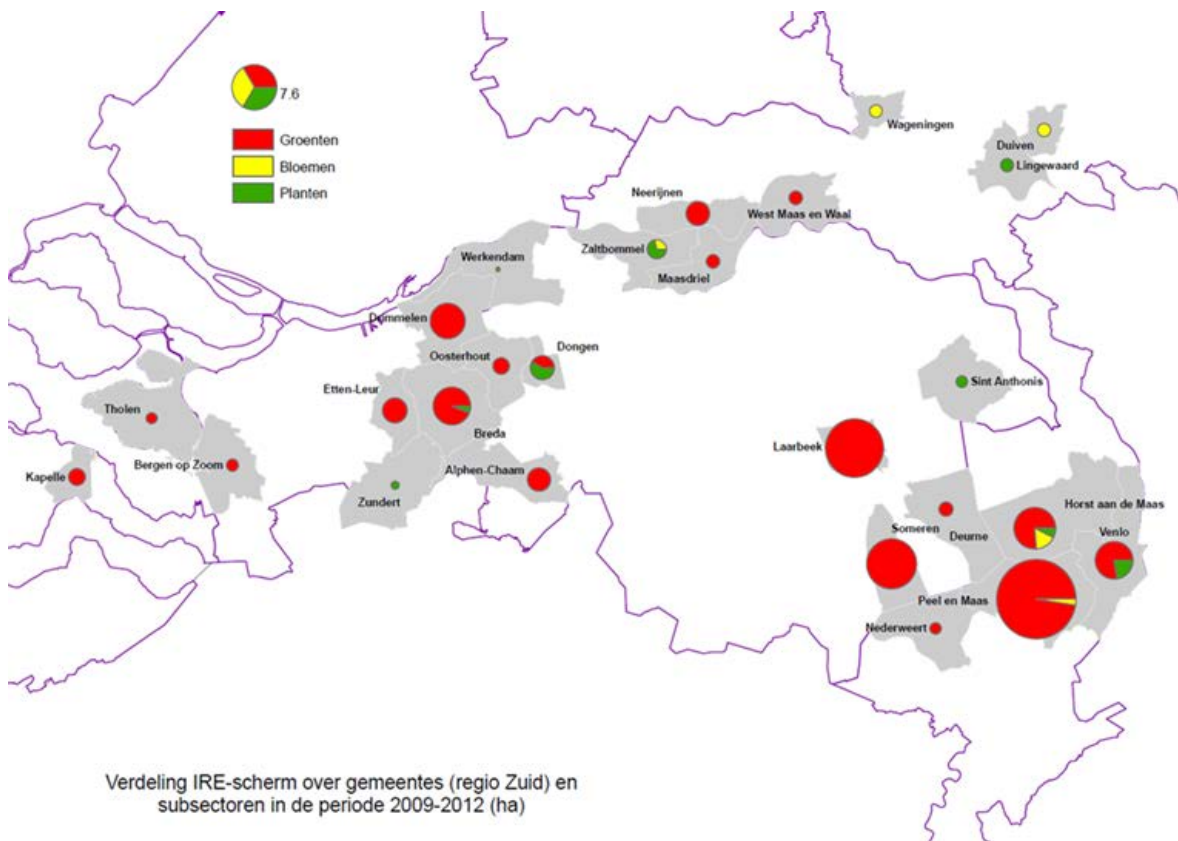 7.6
Groenten
Bloemen
Planten
Wageningen
Duiven
Lingewaard
Neerijnen
West Maas en Waal
Zaltbommel
Maasdriel
Werkendam
Drimmelen
Oosterhout
Dongen
Etten-Leur
Breda
Tholen
Bergen op Zoom
Kapelle
Alphen-Chaam
Zundert
Sint Anthonis
Laarbeek
Someren
Deurne
Horst aan de Maas
Venlo
Peel en Maas
Nederweert
Verdeling IRE-scherm over gemeentes (regio Zuid) en
subsectoren in de periode 2009-2012 (ha)